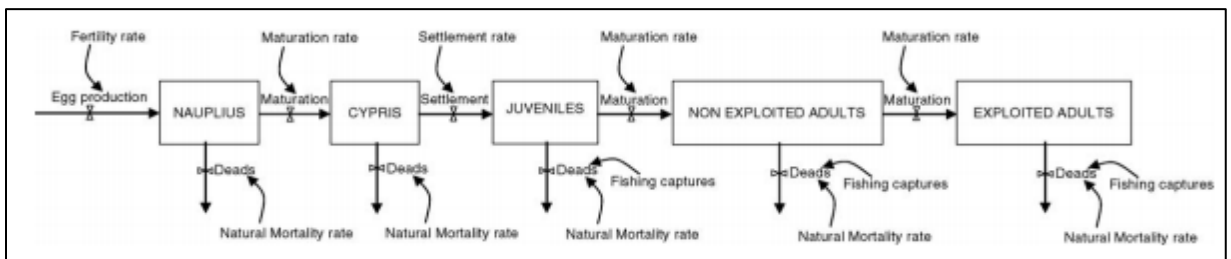 Fertility rate
Maturation rate
Settlement rate
Maturation rate
Maturation rate
Egg production
NAUPLIUS
Maturation
CYPRIS
Settlement
JUVENILES
Maturation
NON EXPLOITED ADULTS
Maturation
EXPLOITED ADULTS
Deads
Deads
Deads
Fishing captures
Deads
Fishing captures
Deads
Fishing captures
Natural Mortality rate
Natural Mortality rate
Natural Mortality rate
Natural Mortality rate
Natural Mortality rate